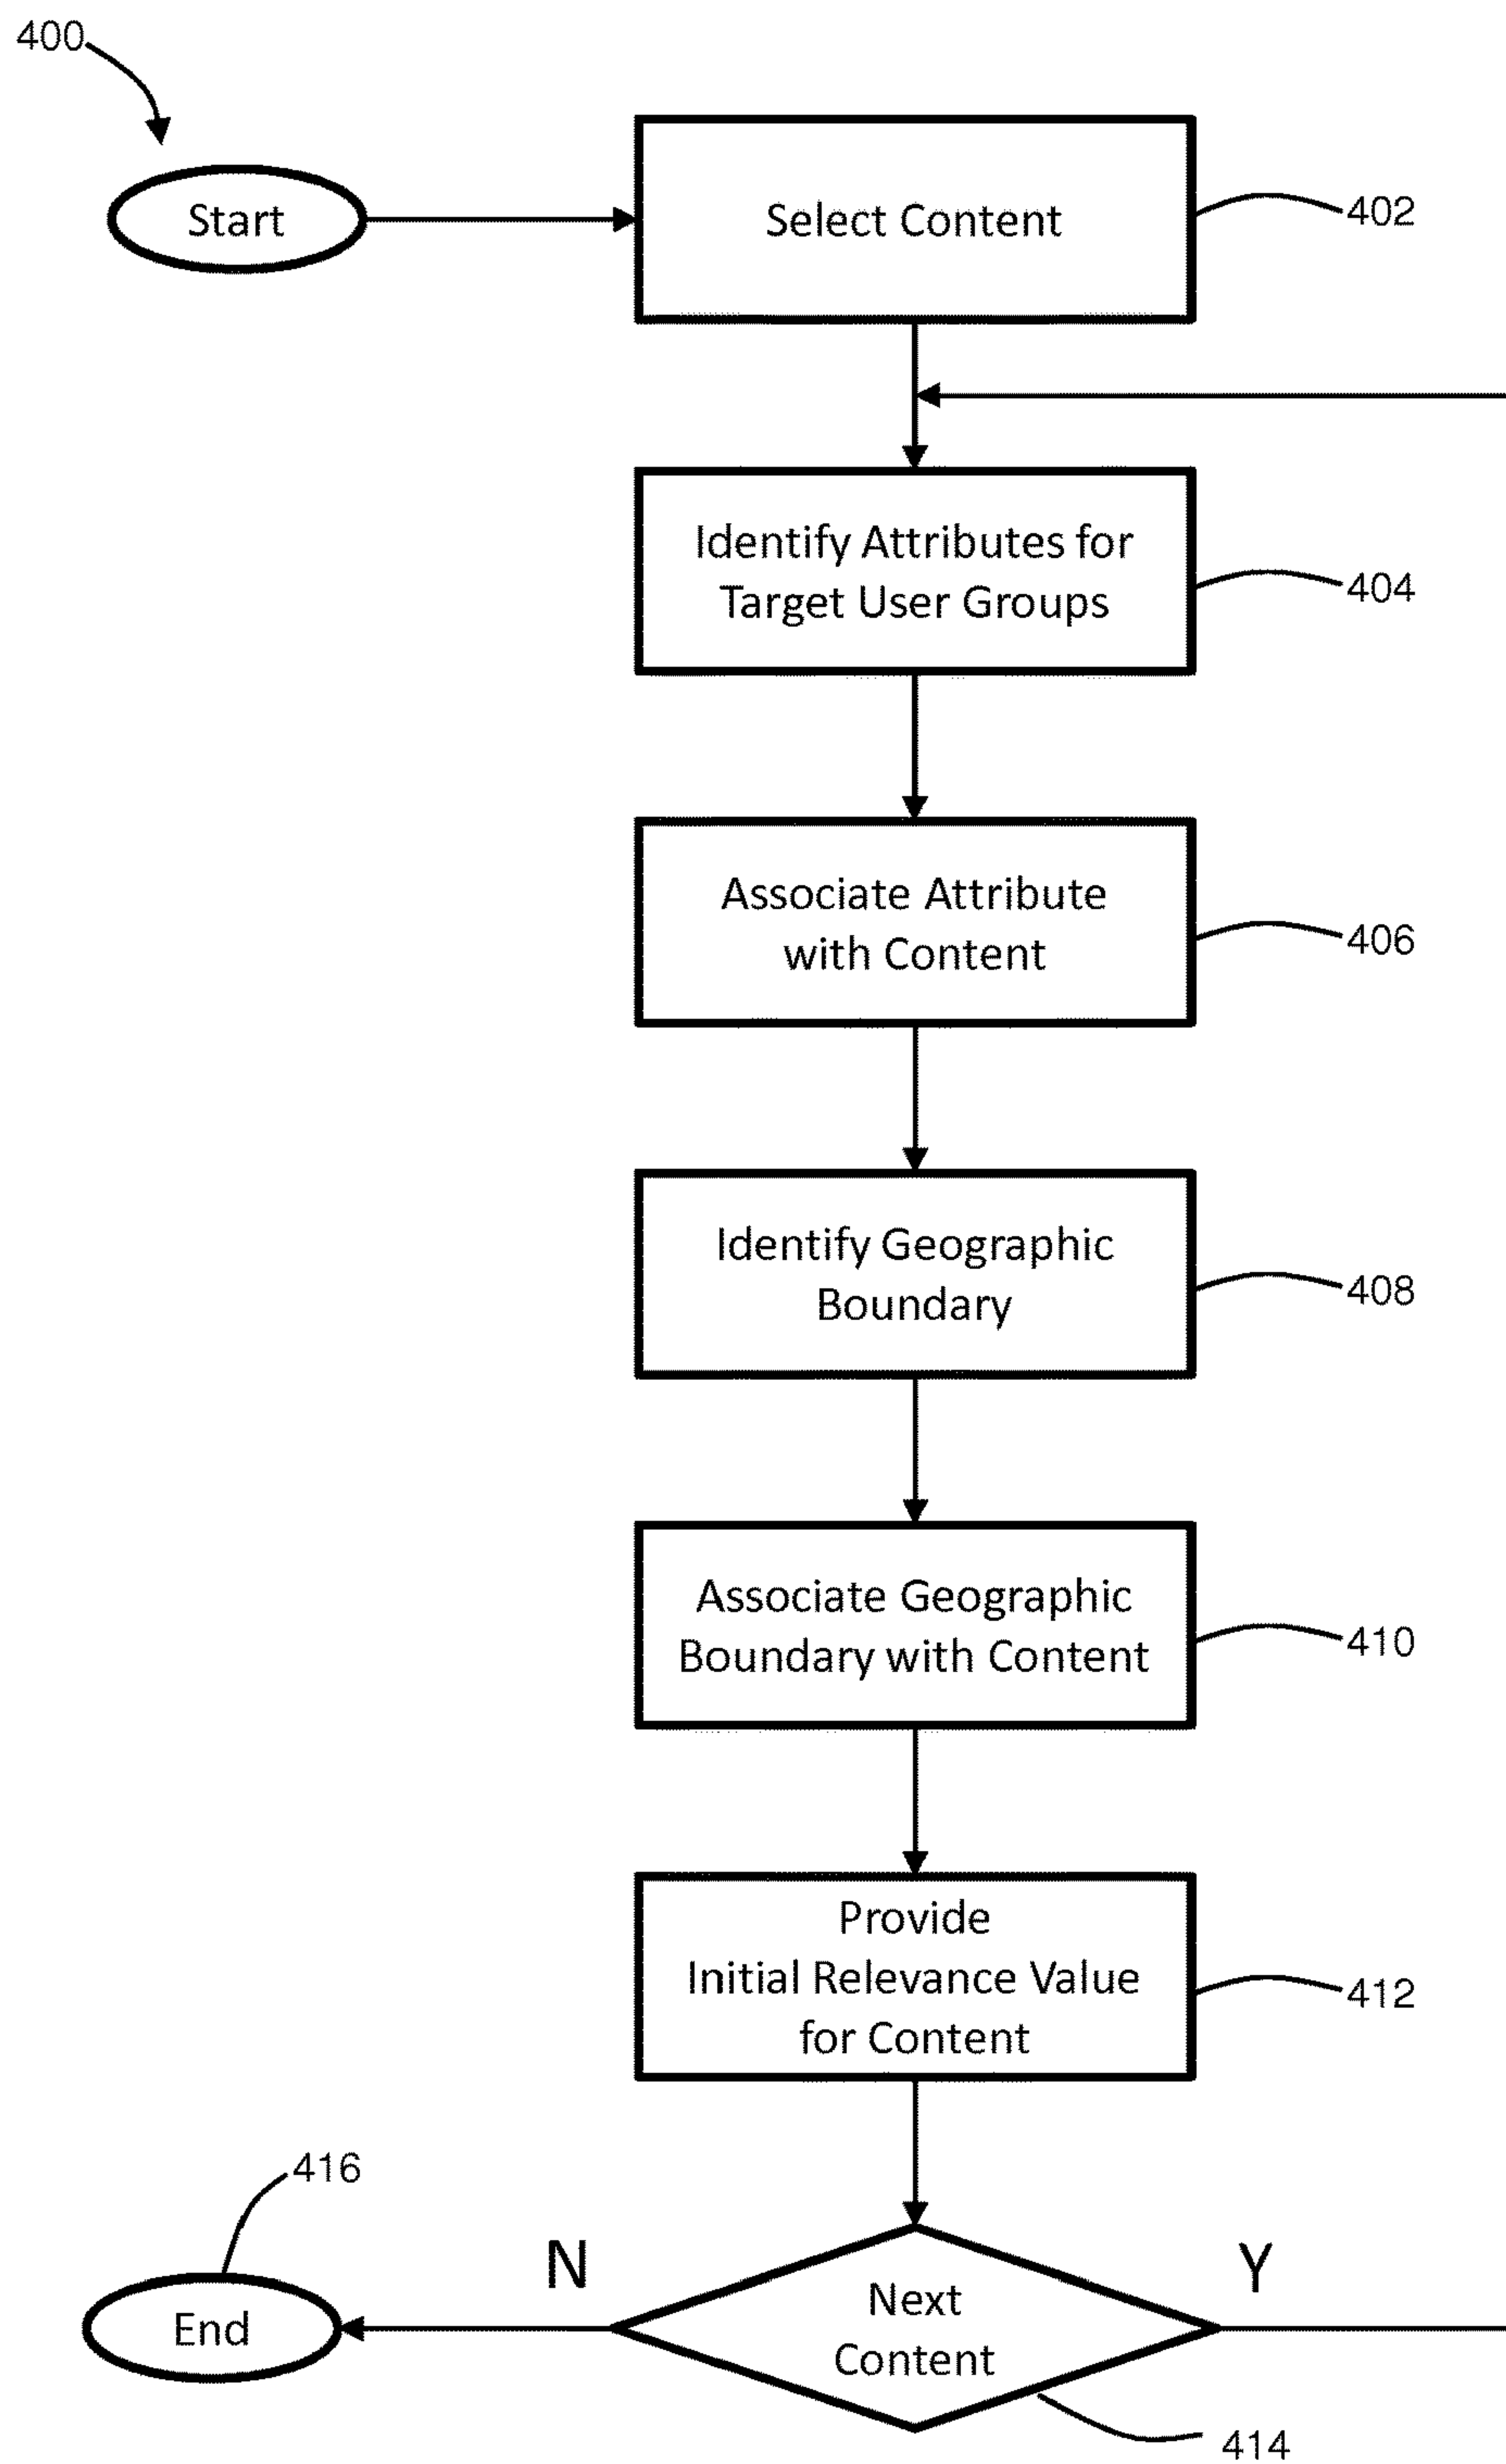 400
Start
Select Content
402
Identify Attributes for
Target User Groups
404
Associate Attribute
with Content
406
Identify Geographic
Boundary
408
Associate Geographic
Boundary with Content
410
Provide
Initial Relevance Value
for Content
412
416
N
Y
End
Next
Content
414